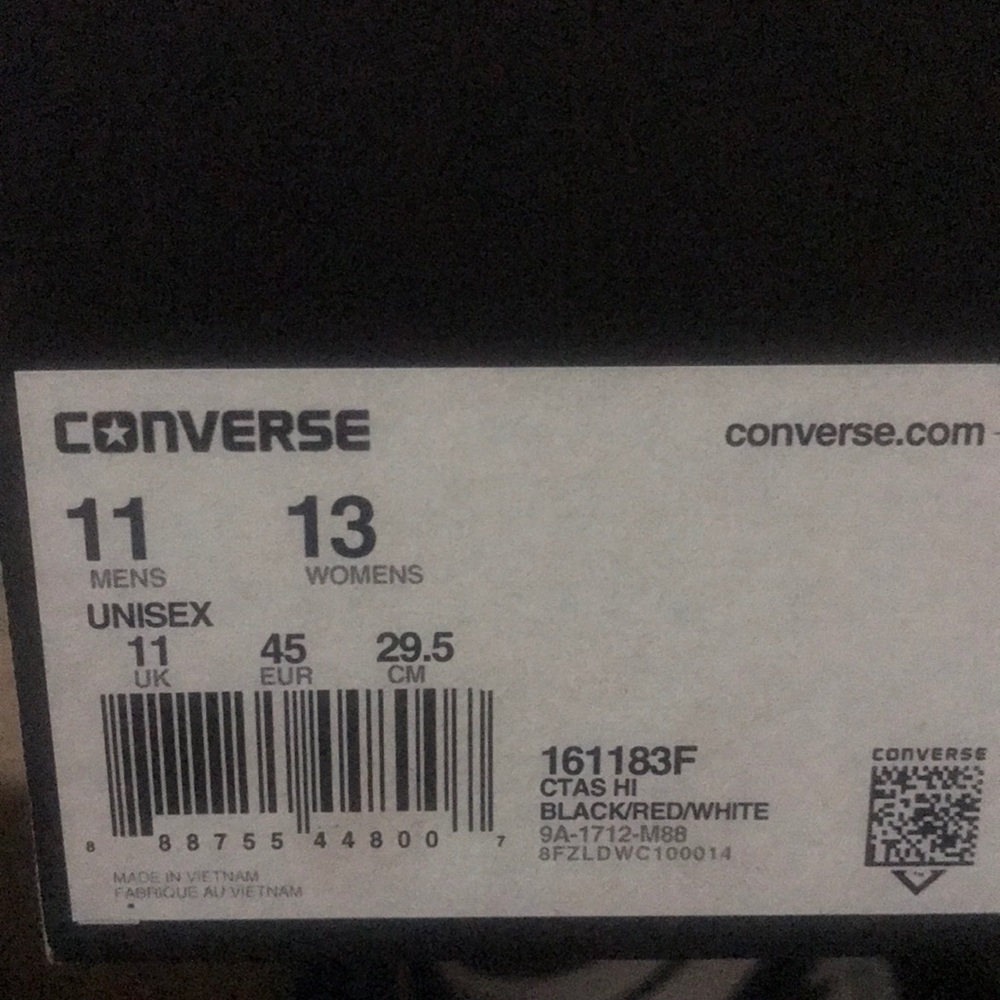 CONVERSE
converse.com
11 13
MENS WOMENS
UNISEX
11 45 29.5
UK EUR CM
8 88755 44800 7
161183F
CTAS HI
BLACK/RED/WHITE
9A-1712-M88
8FZLDWC100014
CONVERSE
MADE IN VIETNAM
FABRIQUE AU VIETNAM